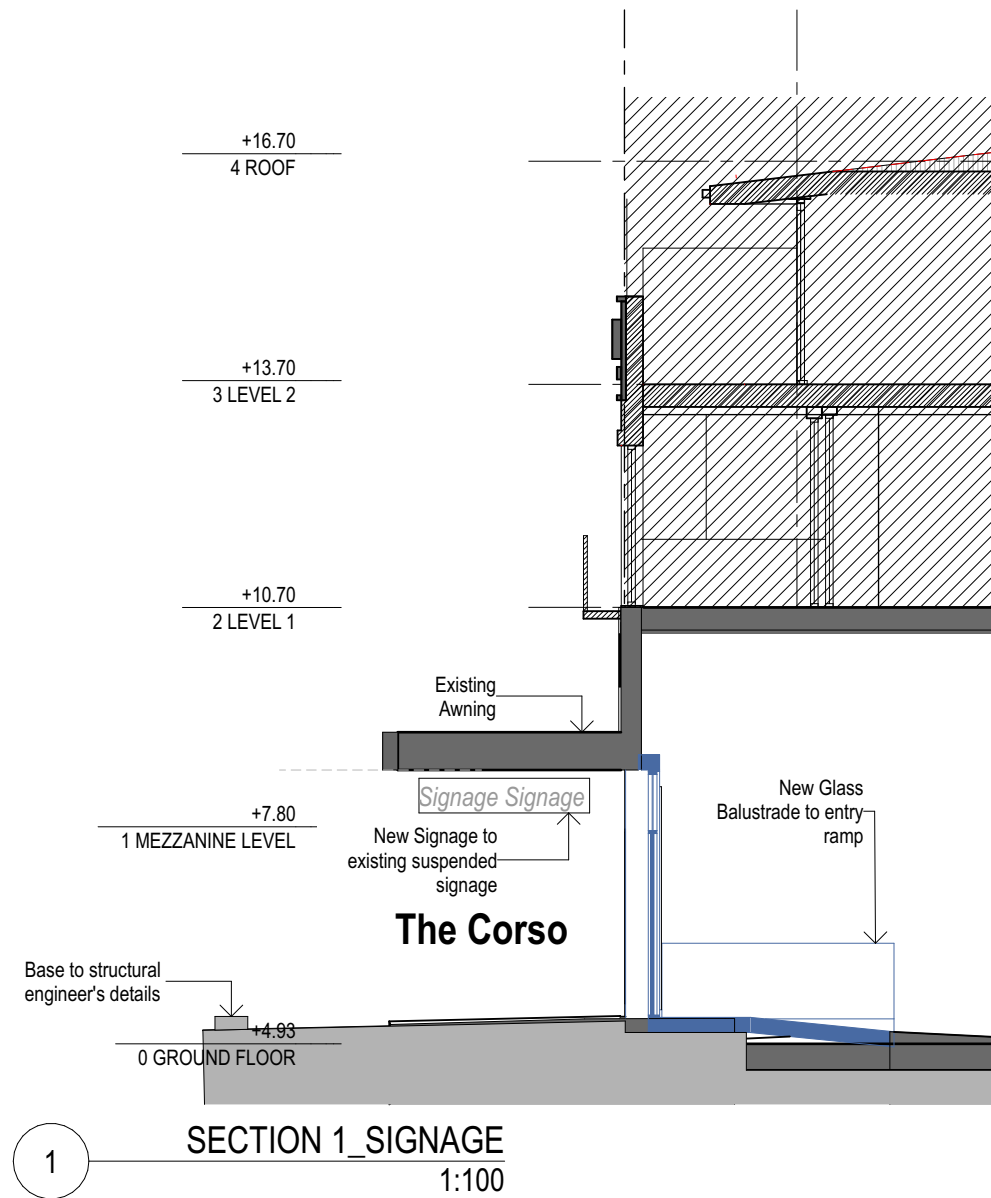 +16.70
4 ROOF
+13.70
3 LEVEL 2
+10.70
2 LEVEL 1
Existing
Awning
Signage Signage
New Glass
Balustrade to entry
ramp
+7.80
1 MEZZANINE LEVEL
New Signage to
existing suspended
signage
The Corso
Base to structural
engineer's details
+4.93
0 GROUND FLOOR
1
SECTION 1_SIGNAGE
1:100